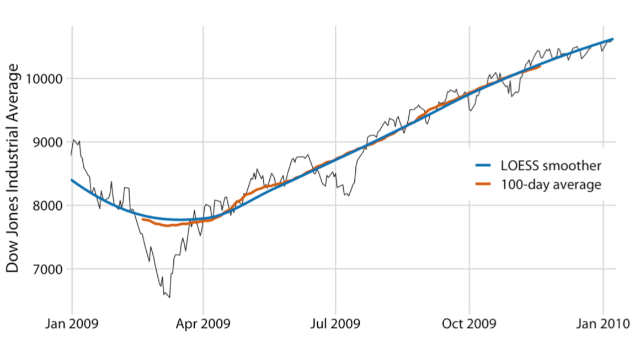 Dow Jones Industrial Average
10000
9000
8000
7000
LOESS smoother
100-day average
Jan 2009
Apr 2009
Jul 2009
Oct 2009
Jan 2010